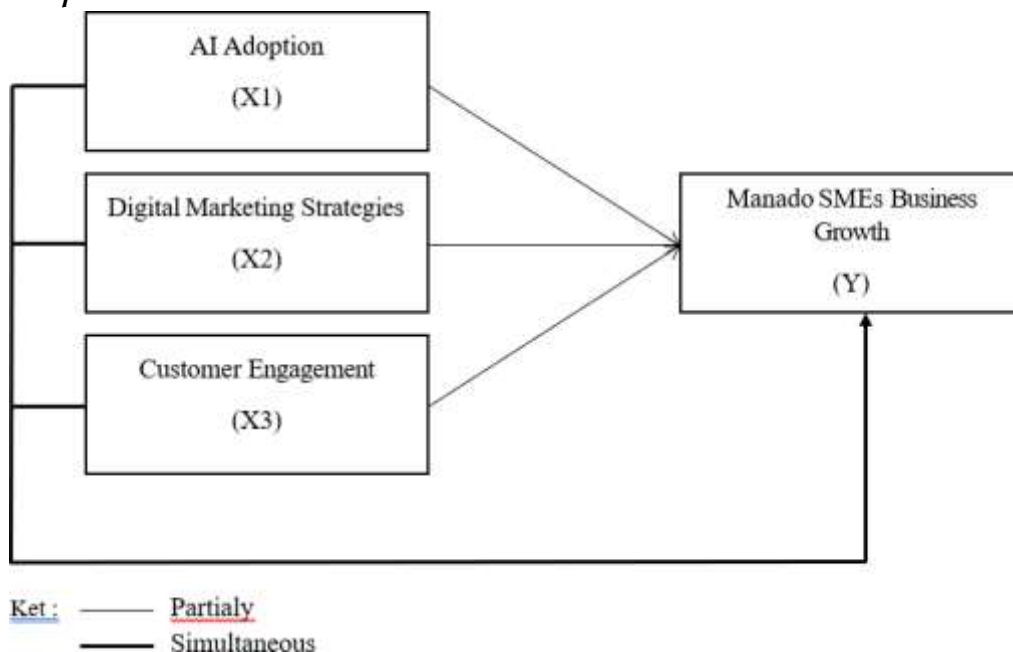 AI Adoption
(X1)
Digital Marketing Strategies
(X2)
Customer Engagement
(X3)
Manado SMEs Business
Growth
(Y)
Ket : Partialy
Simultaneous